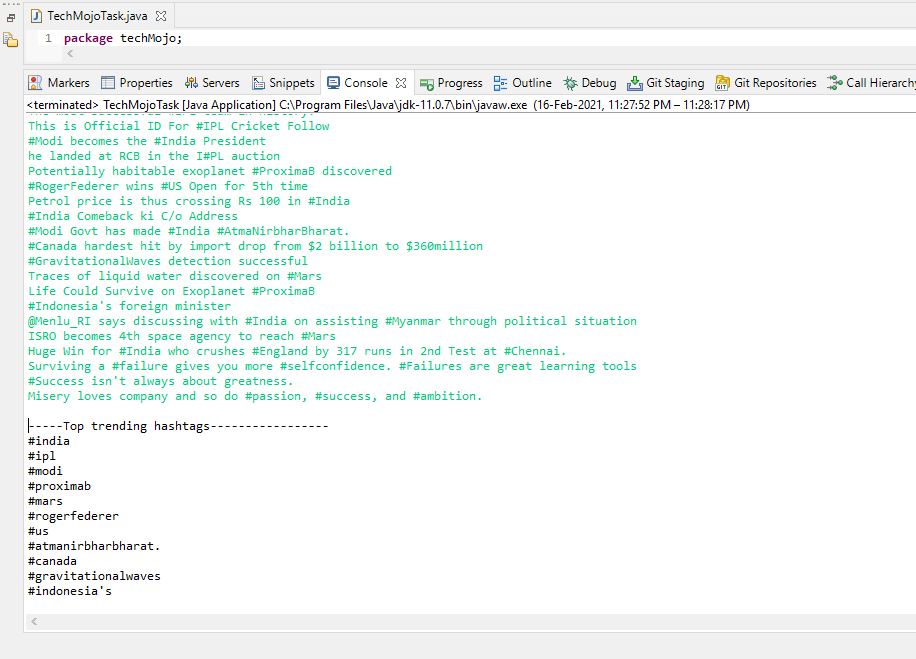 TechMojoTask.java
1 package techMojo;
Markers Properties Servers Snippets Console Progress Outline Debug Git Staging Git Repositories Call Hierarchy
<terminated> TechMojoTask [Java Application] C:\Program Files\Java\jdk-11.0.7\bin\javaw.exe (16-Feb-2021, 11:27:52 PM – 11:28:17 PM)
This is Official ID For #IPL Cricket Follow
#Modi becomes the #India President
he landed at RCB in the I#PL auction
Potentially habitable exoplanet #ProximaB discovered
#RogerFederer wins #US Open for 5th time
Petrol price is thus crossing Rs 100 in #India
#India Comeback ki C/o Address
#Modi Govt has made #India #AtmaNirbharBharat.
#Canada hardest hit by import drop from $2 billion to $360million
#GravitationalWaves detection successful
Traces of liquid water discovered on #Mars
Life Could Survive on Exoplanet #ProximaB
#Indonesia's foreign minister
@Menlu_RI says discussing with #India on assisting #Myanmar through political situation
ISRO becomes 4th space agency to reach #Mars
Huge Win for #India who crushes #England by 317 runs in 2nd Test at #Chennai.
Surviving a #failure gives you more #selfconfidence. #Failures are great learning tools
#Success isn't always about greatness.
Misery loves company and so do #passion, #success, and #ambition.
-----Top trending hashtags-----------------
#india
#ipl
#modi
#proximab
#mars
#rogerfederer
#us
#atmanirbharbharat.
#canada
#gravitationalwaves
#indonesia's